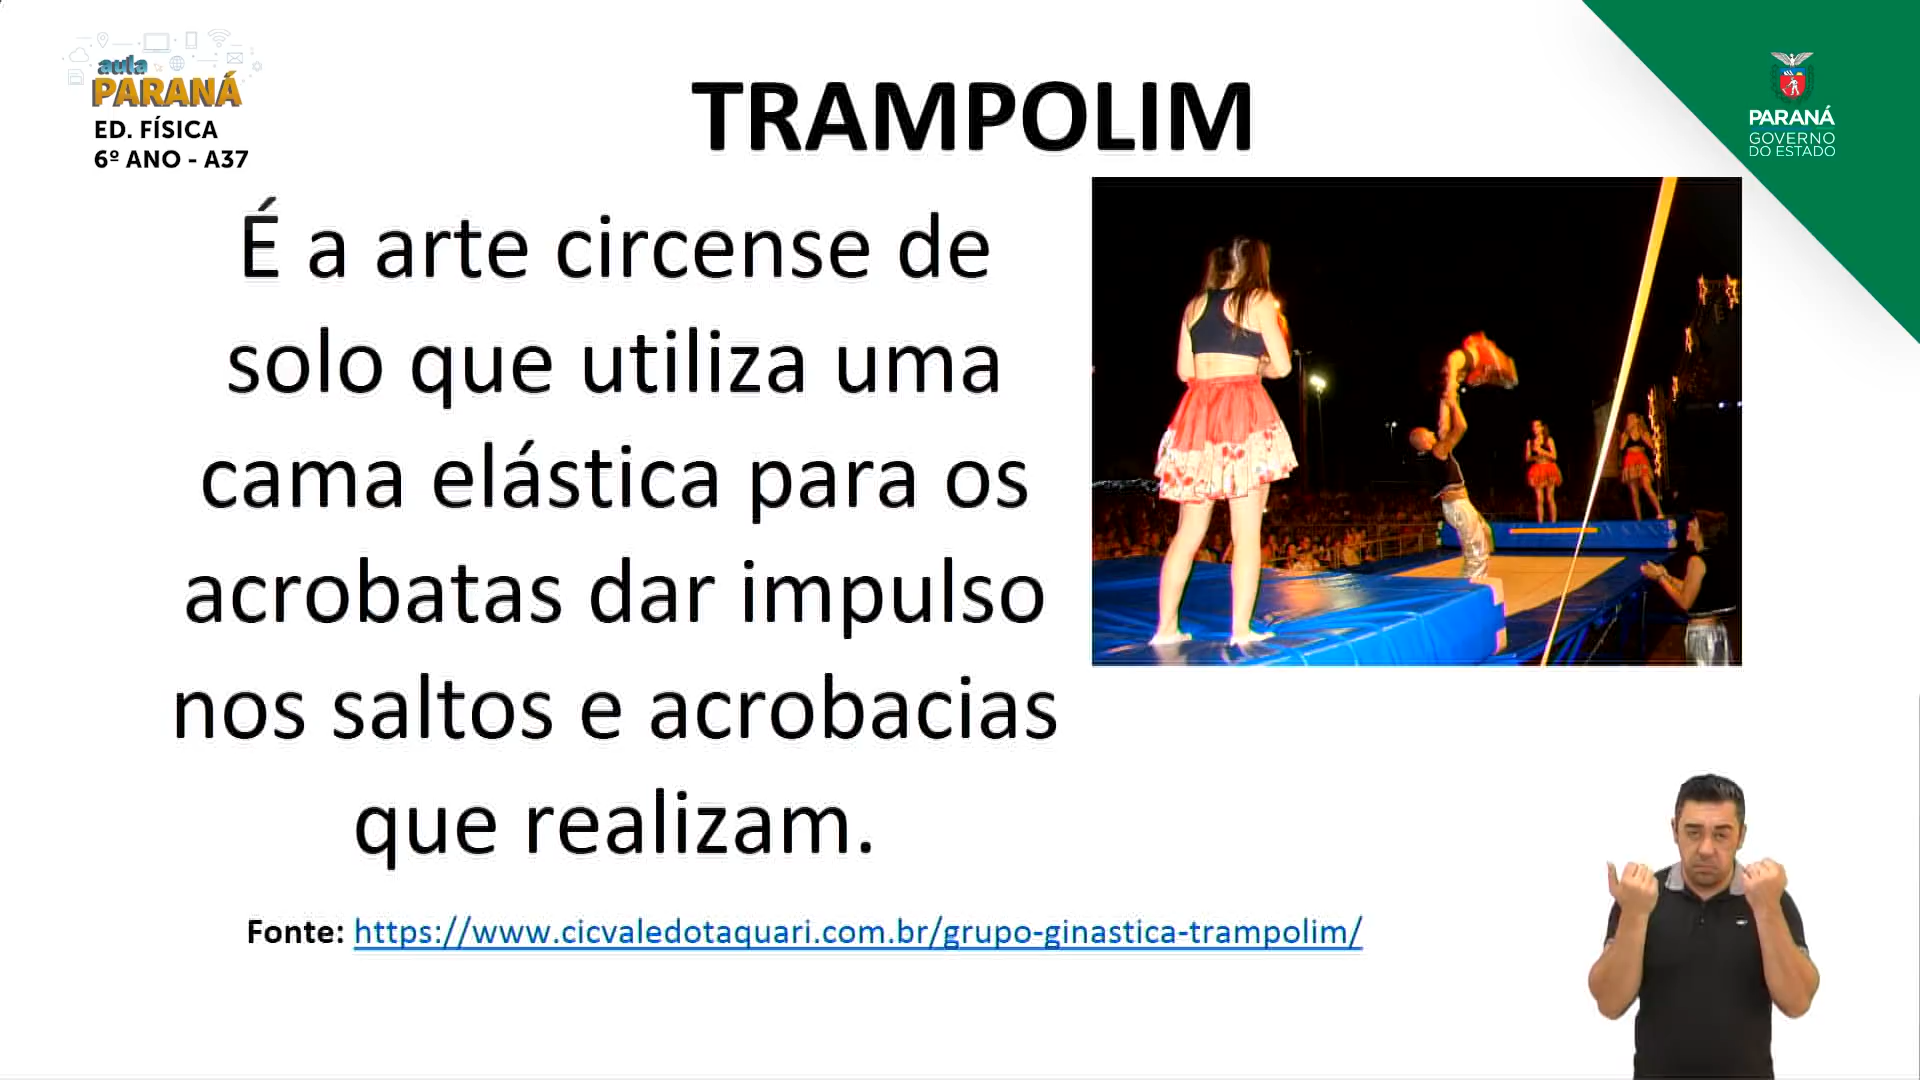 aula
PARANÁ
ED. FÍSICA
6º ANO - A37
TRAMPOLIM
PARANÁ
GOVERNO
DO ESTADO
É a arte circense de
solo que utiliza uma
cama elástica para os
acrobatas dar impulso
nos saltos e acrobacias
que realizam.
Fonte: https://www.cicvaledotaquari.com.br/grupo-ginastica-trampolim/